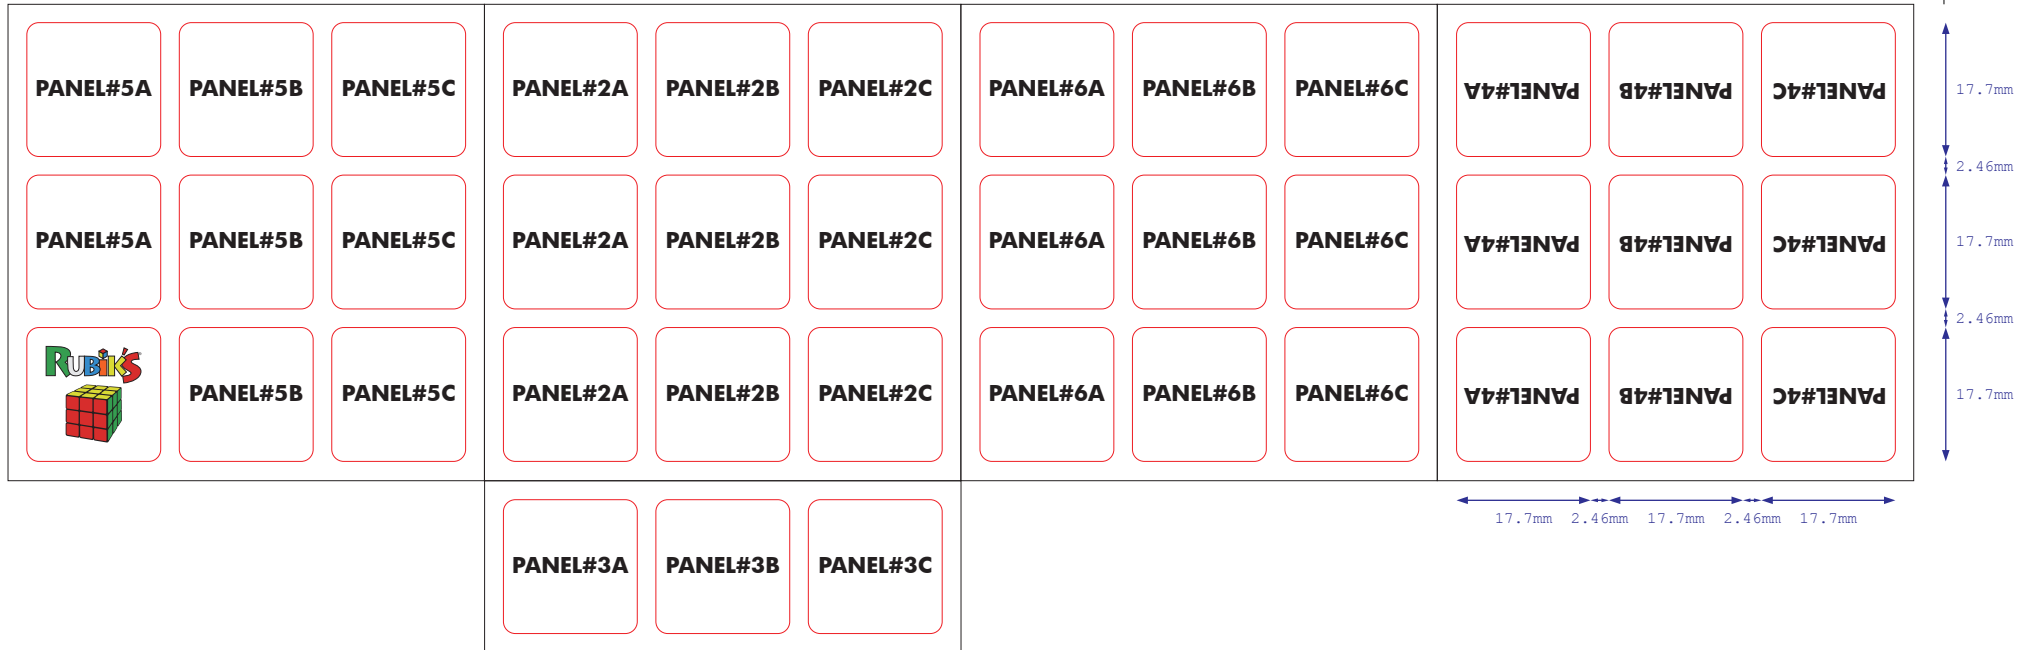 PANEL#5A PANEL#5B PANEL#5C PANEL#2A PANEL#2B PANEL#2C PANEL#6A PANEL#6B PANEL#6C PANEL#4A PANEL#4B PANEL#4C 17.7mm
2.46mm
PANEL#5A PANEL#5B PANEL#5C PANEL#2A PANEL#2B PANEL#2C PANEL#6A PANEL#6B PANEL#6C PANEL#4A PANEL#4B PANEL#4C 17.7mm
2.46mm
RUBIK'S PANEL#5B PANEL#5C PANEL#2A PANEL#2B PANEL#2C PANEL#6A PANEL#6B PANEL#6C PANEL#4A PANEL#4B PANEL#4C 17.7mm
17.7mm 2.46mm 17.7mm 2.46mm 17.7mm
PANEL#3A PANEL#3B PANEL#3C